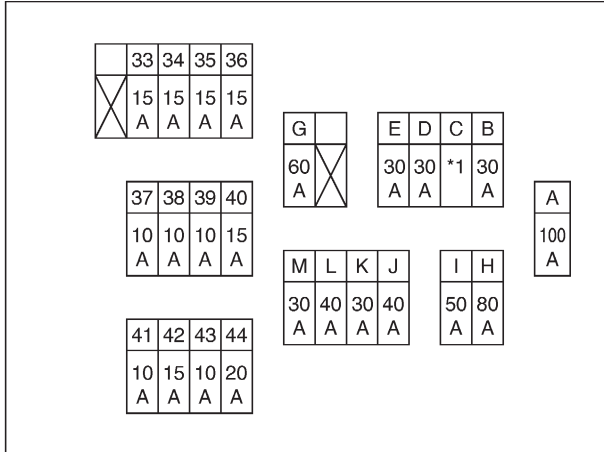 33 34 35 36
15 A 15 A 15 A 15 A
G
60 A
E D C B
30 A 30 A *1 30 A
A
100 A
37 38 39 40
10 A 10 A 10 A 15 A
M L K J
30 A 40 A 30 A 40 A
I H
50 A 80 A
41 42 43 44
10 A 15 A 10 A 20 A